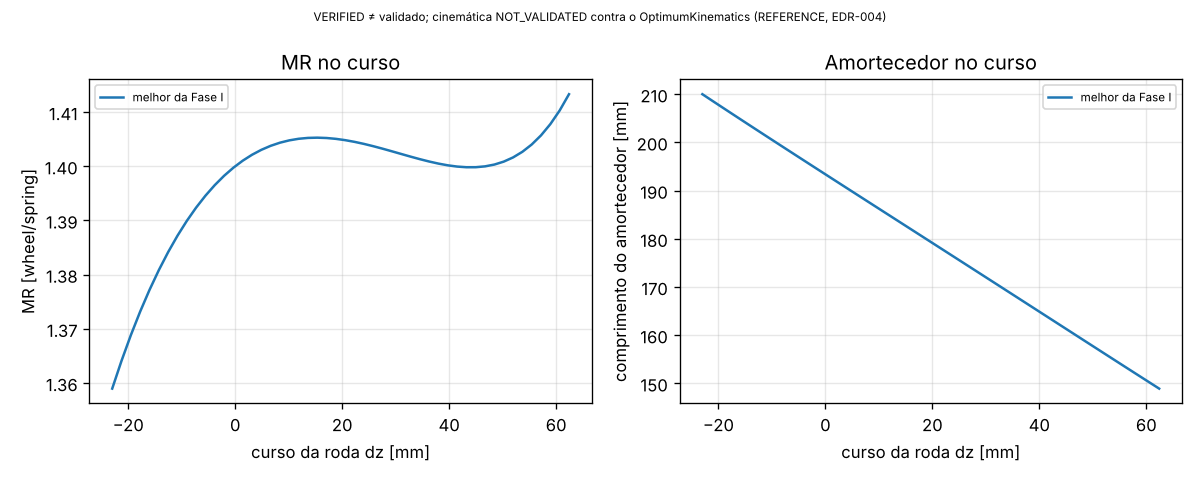 VERIFIED ≠ validado; cinemática NOT_VALIDATED contra o OptimumKinematics (REFERENCE, EDR-004)
MR no curso
melhor da Fase I
MR [wheel/spring]
1.41
1.40
1.39
1.38
1.37
1.36
−20
0
20
40
60
curso da roda dz [mm]
Amortecedor no curso
melhor da Fase I
comprimento do amortecedor [mm]
210
200
190
180
170
160
150
−20
0
20
40
60
curso da roda dz [mm]